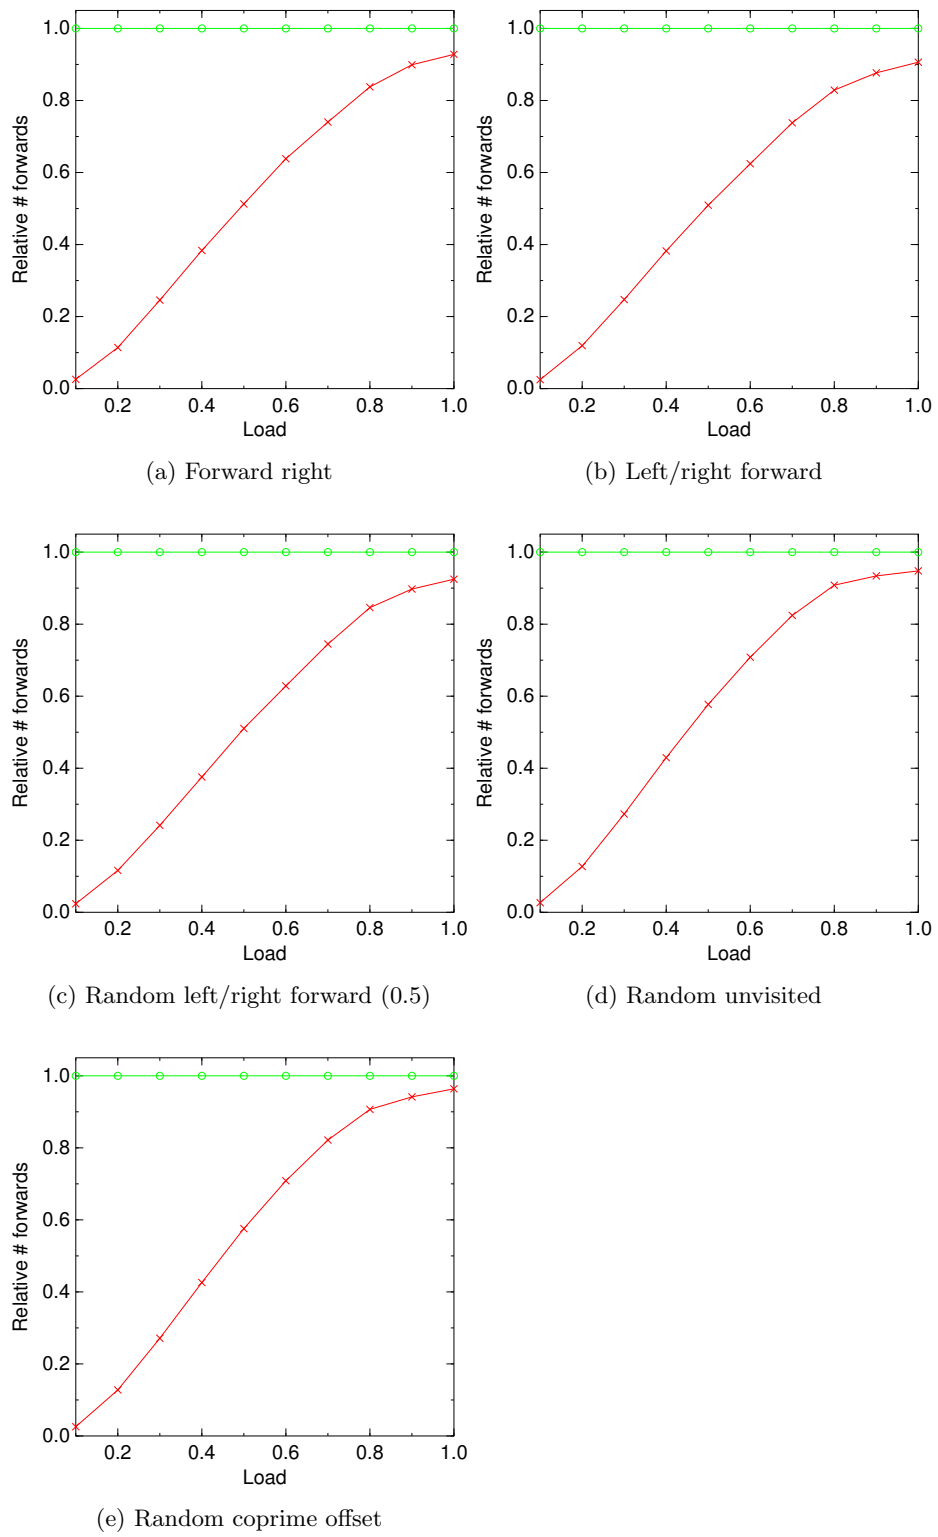 1.0
0.8
0.6
0.4
0.2
0.0
Relative # forwards
0.2 0.4 0.6 0.8 1.0
Load
(a) Forward right
1.0
0.8
0.6
0.4
0.2
0.0
Relative # forwards
0.2 0.4 0.6 0.8 1.0
Load
(b) Left/right forward
1.0
0.8
0.6
0.4
0.2
0.0
Relative # forwards
0.2 0.4 0.6 0.8 1.0
Load
(c) Random left/right forward (0.5)
1.0
0.8
0.6
0.4
0.2
0.0
Relative # forwards
0.2 0.4 0.6 0.8 1.0
Load
(d) Random unvisited
1.0
0.8
0.6
0.4
0.2
0.0
Relative # forwards
0.2 0.4 0.6 0.8 1.0
Load
(e) Random coprime offset